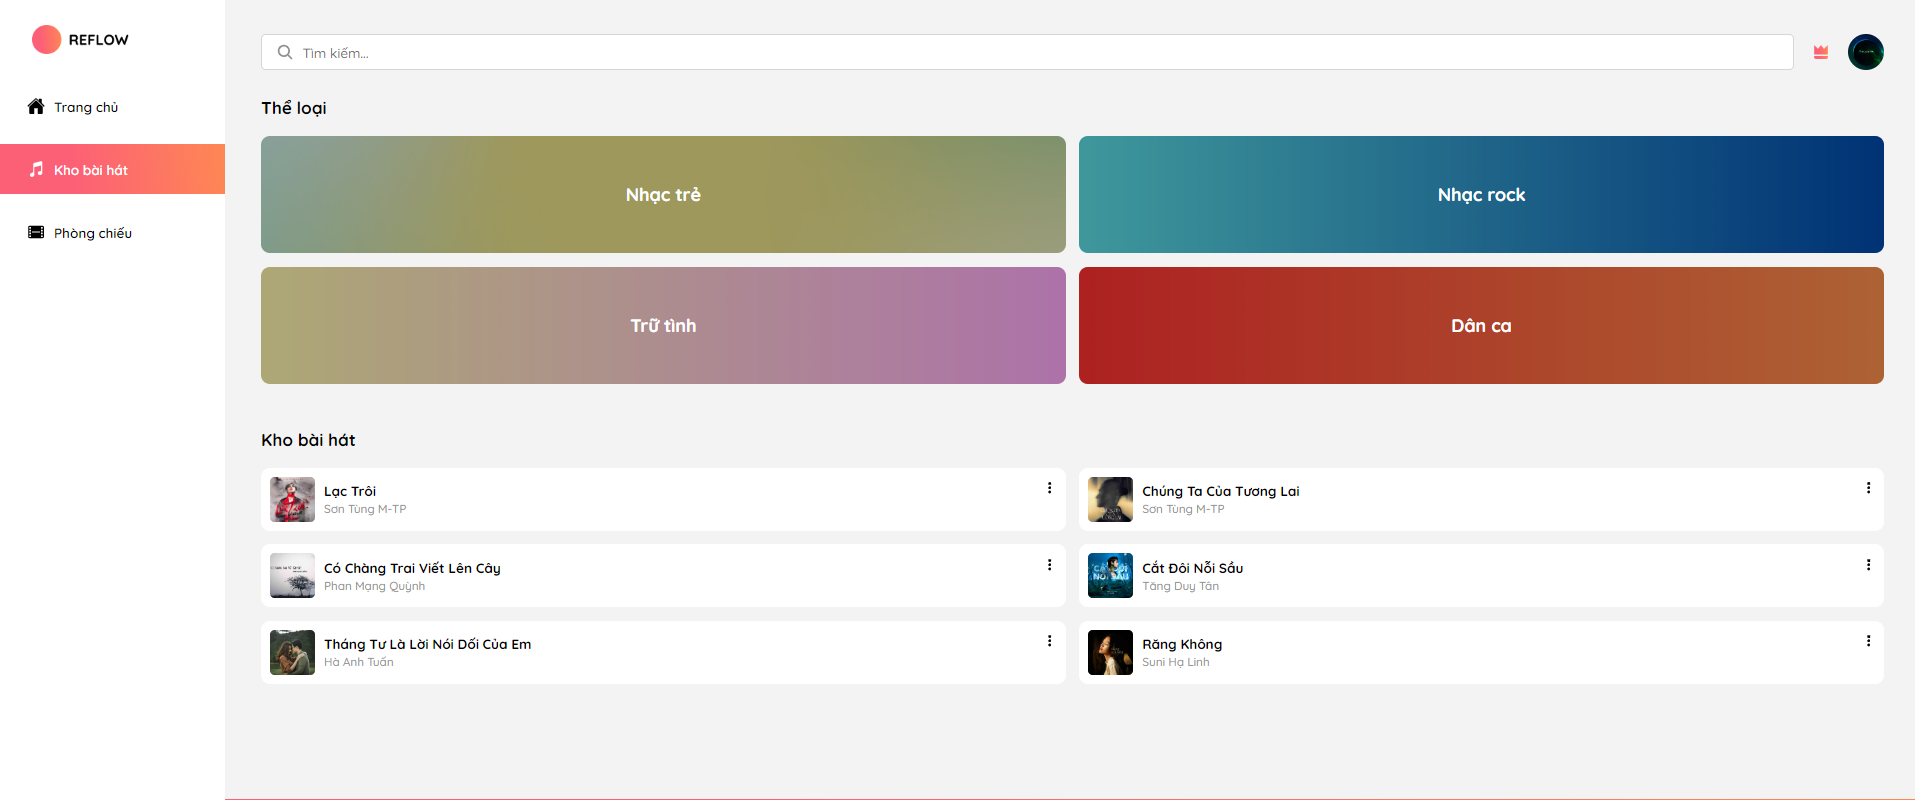 REFLOW
Trang chủ
Kho bài hát
Phòng chiếu
Tìm kiếm...
Thể loại
Nhạc trẻ
Nhạc rock
Trữ tình
Dân ca
Kho bài hát
Lạc Trôi
Sơn Tùng M-TP
Chúng Ta Của Tương Lai
Sơn Tùng M-TP
Có Chàng Trai Viết Lên Cây
Phan Mạng Quỳnh
Cắt Đôi Nỗi Sầu
Tăng Duy Tân
Tháng Tư Là Lời Nói Dối Của Em
Hà Anh Tuấn
Răng Không
Suni Hạ Linh